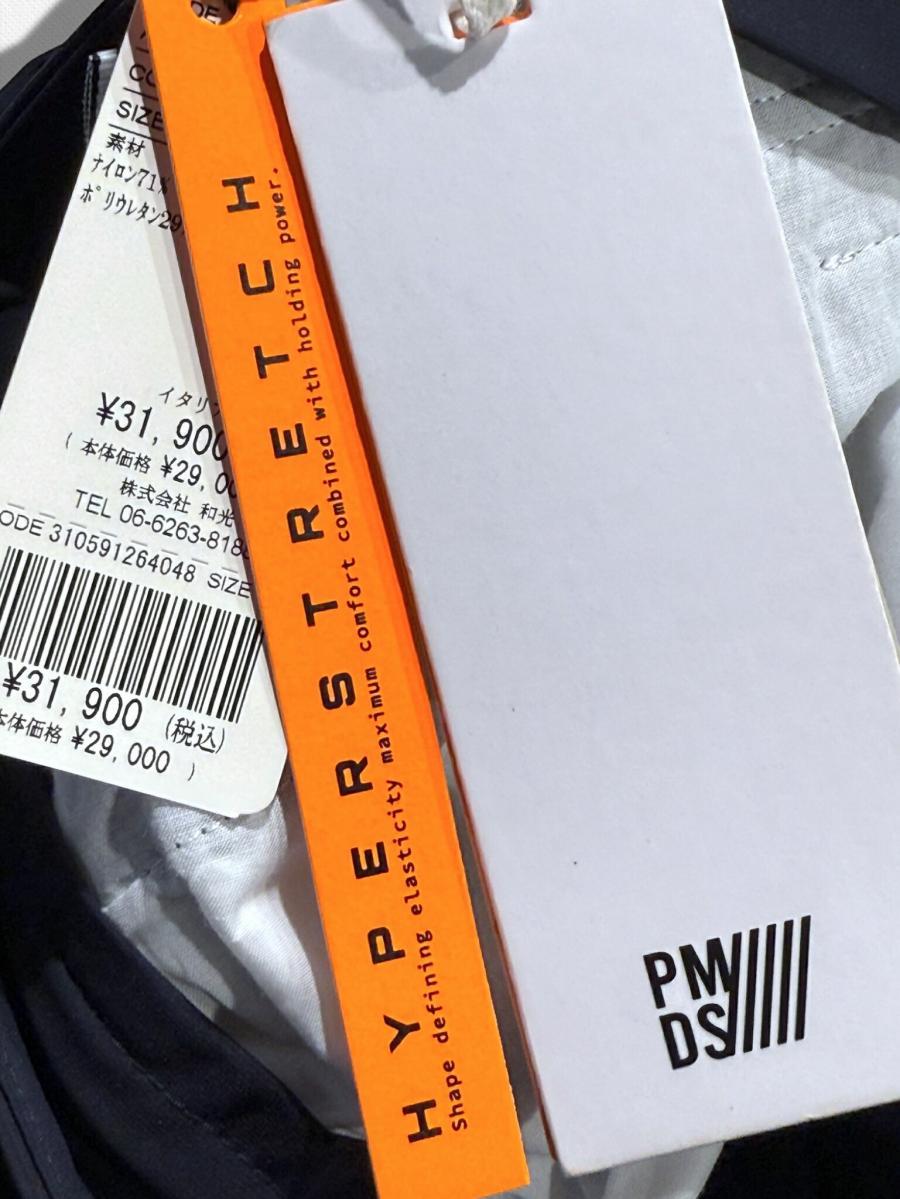 SIZE
素材
ナイロン71%
ポリウレタン29
イタリ
¥31,900
(本体価格 ¥29,00
株式会社 和光
TEL 06-6263-818
ODE 310591264048 SIZE
¥31,900 (税込)
本体価格 ¥29,000 )
HYPERSTRETCH
Shape defining elasticity maximum comfort combined with holding power.
PM
DS